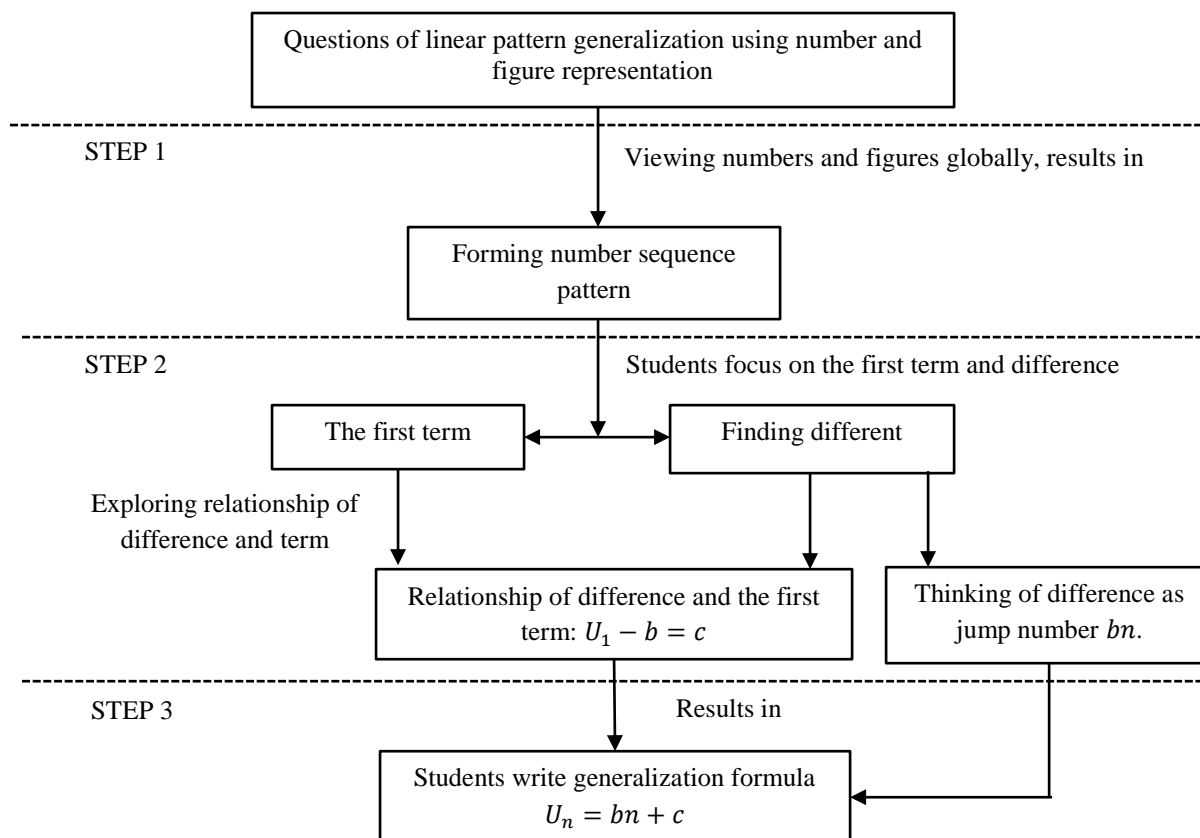 Questions of linear pattern generalization using number and
figure representation
STEP 1
Viewing numbers and figures globally, results in
Forming number sequence
pattern
STEP 2
Students focus on the first term and difference
The first term
Finding different
Exploring relationship of
difference and term
Relationship of difference and the first
term: 𝑈₁ − 𝑏 = 𝑐
Thinking of difference as
jump number 𝑏𝑛.
STEP 3
Results in
Students write generalization formula
𝑈ₙ = 𝑏𝑛 + 𝑐